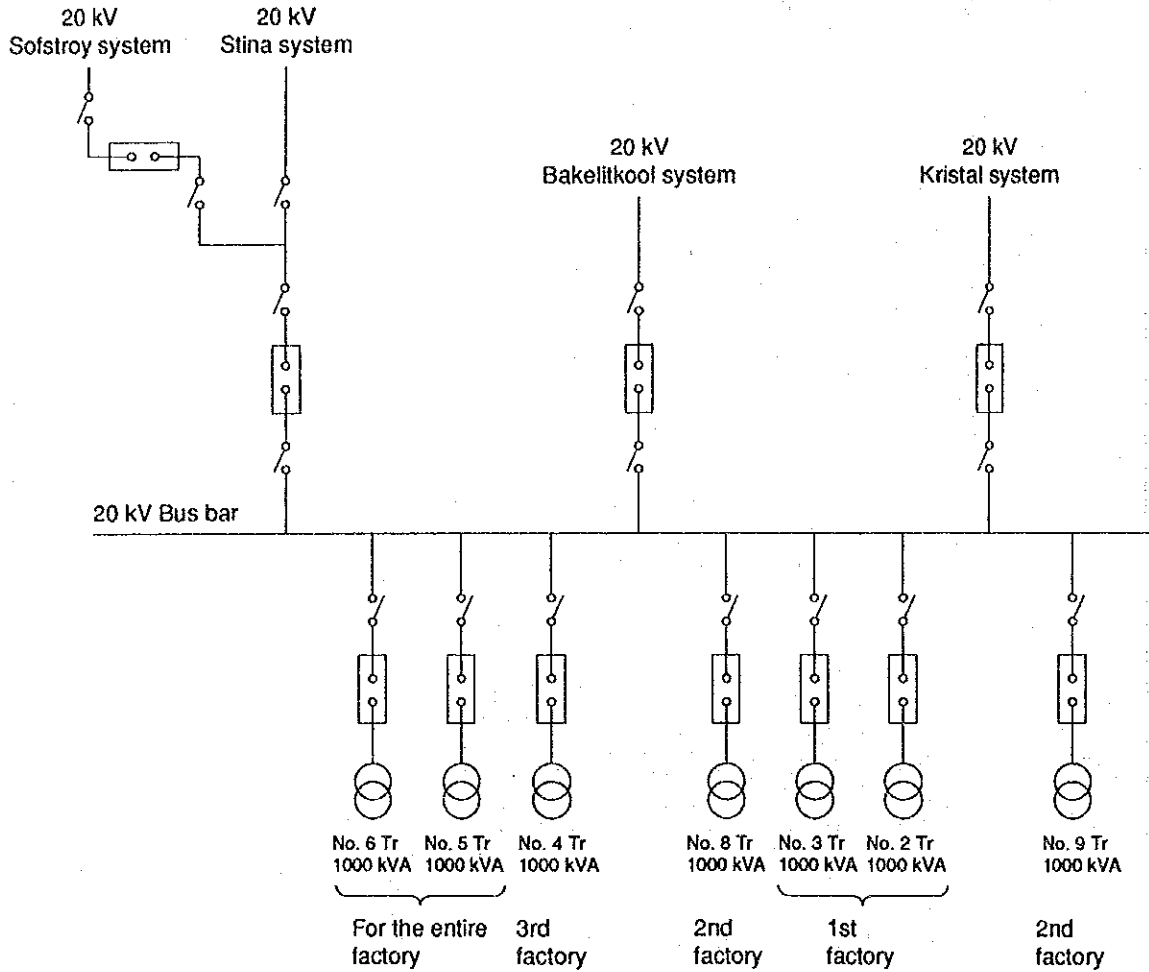 20 kV
Sofstroy system
20 kV
Stina system
20 kV
Bakelitkool system
20 kV
Kristal system
20 kV Bus bar
No. 6 Tr
1000 kVA
No. 5 Tr
1000 kVA
No. 4 Tr
1000 kVA
No. 8 Tr
1000 kVA
No. 3 Tr
1000 kVA
No. 2 Tr
1000 kVA
No. 9 Tr
1000 kVA
For the entire
factory
3rd
factory
2nd
factory
1st
factory
2nd
factory